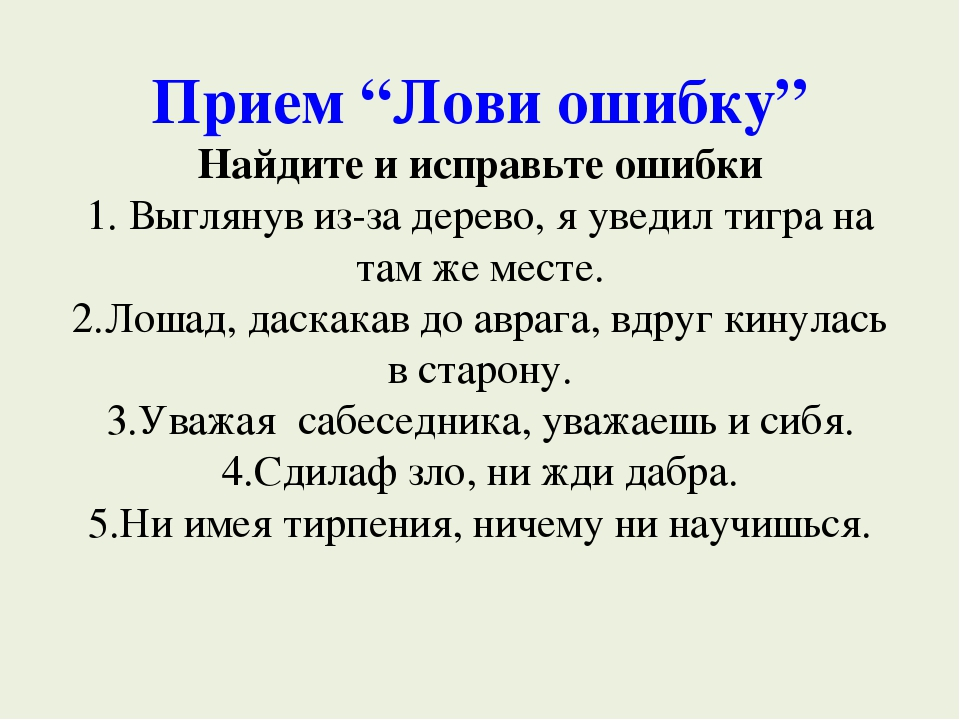 Прием “Лови ошибку”
Найдите и исправьте ошибки
1. Выглянув из-за дерево, я уведил тигра на
там же месте.
2.Лошад, даскакав до аврага, вдруг кинулась
в старону.
3.Уважая сабеседника, уважаешь и сибя.
4.Сдилаф зло, ни жди дабра.
5.Ни имея тирпения, ничему ни научишься.